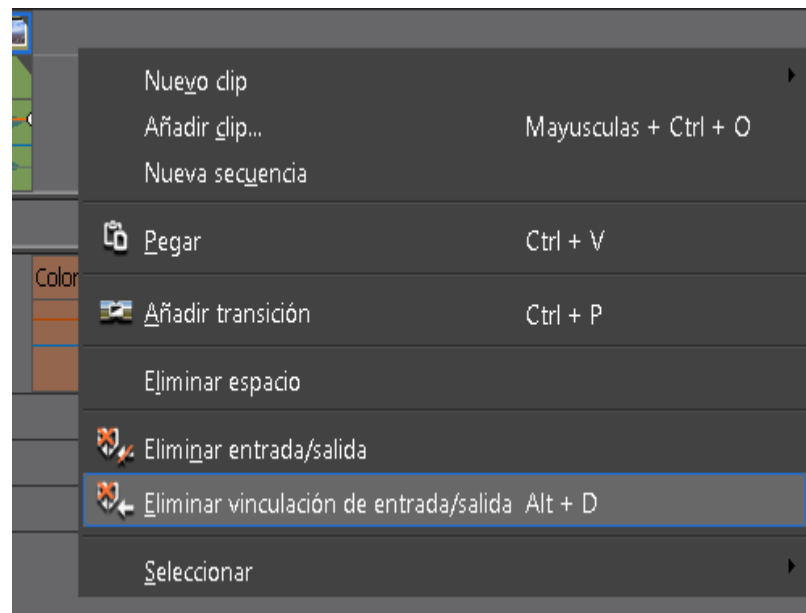 Nuevo clip
Añadir clip... Mayusculas + Ctrl + O
Nueva secuencia
Pegar Ctrl + V
Color
Añadir transición Ctrl + P
Eliminar espacio
Eliminar entrada/salida
Eliminar vinculación de entrada/salida Alt + D
Seleccionar